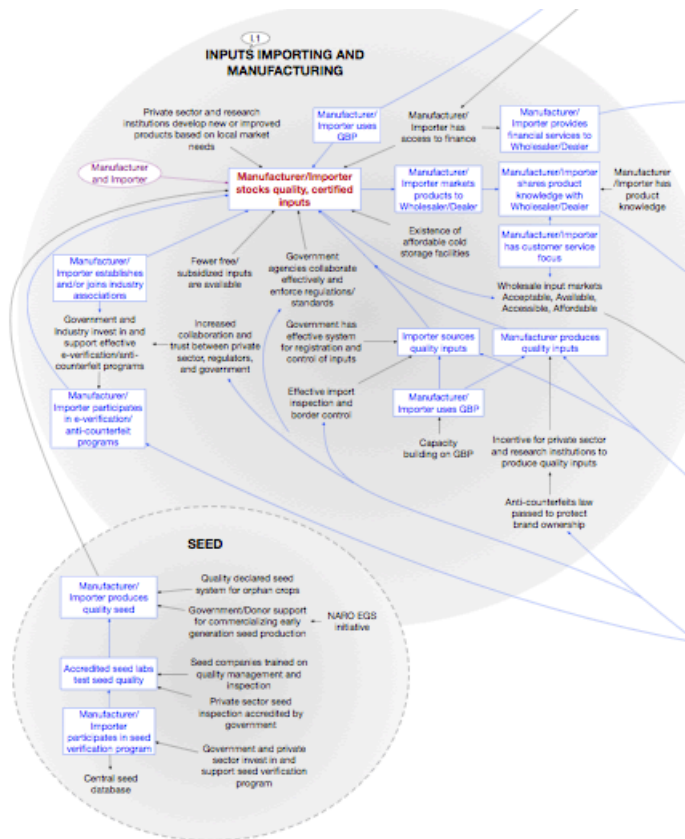 L1
INPUTS IMPORTING AND
MANUFACTURING
Private sector and research
institutions develop new or improved
products based on local market
needs
Manufacturer/
Importer uses
GBP
Manufacturer/
Importer has
access to finance
Manufacturer/
Importer provides
financial services to
Wholesaler/Dealer
Manufacturer
and Importer
Manufacturer/Importer
stocks quality, certified
inputs
Manufacturer/
Importer markets
products to
Wholesaler/Dealer
Manufacturer/Importer
shares product
knowledge with
Wholesaler/Dealer
Manufacturer
/Importer has
product
knowledge
Manufacturer/Importer
has customer service
focus
Existence of
affordable cold
storage facilities
Manufacturer/
Importer establishes
and/or joins industry
associations
Fewer free/
subsidized inputs
are available
Government
agencies collaborate
effectively and
enforce regulations/
standards
Wholesale input markets
Acceptable, Available,
Accessible, Affordable
Government and
Industry invest in and
support effective
e-verification/anti-
counterfeit programs
Increased
collaboration and
trust between private
sector, regulators,
and government
Government has
effective system
for registration and
control of inputs
Importer sources
quality inputs
Manufacturer produces
quality inputs
Manufacturer/
Importer participates
in e-verification/
anti-counterfeit
programs
Effective import
inspection and
border control
Manufacturer/
Importer uses GBP
Capacity
building on GBP
Incentive for private sector
and research institutions to
produce quality inputs
Anti-counterfeits law
passed to protect
brand ownership
SEED
Manufacturer/
Importer produces
quality seed
Quality declared seed
system for orphan crops
Government/Donor support
for commercializing early
generation seed production
NARO EGS
initiative
Accredited seed labs
test seed quality
Seed companies trained on
quality management and
inspection
Private sector seed
inspection accredited by
government
Manufacturer/
Importer
participates in seed
verification program
Government and private
sector invest in and
support seed verification
program
Central seed
database